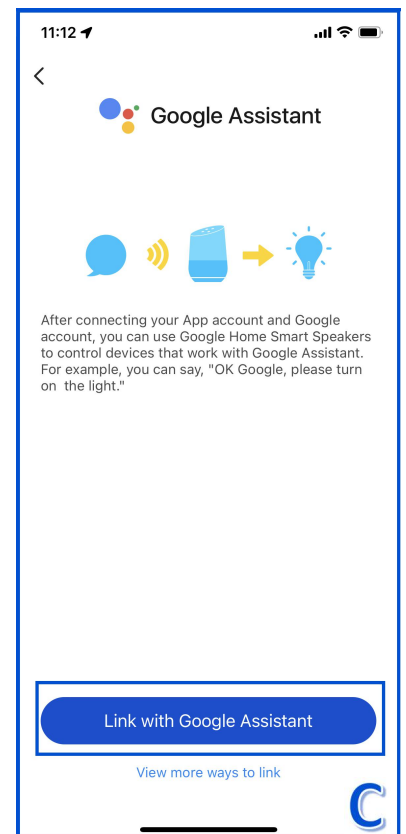 11:12
Google Assistant
After connecting your App account and Google
account, you can use Google Home Smart Speakers
to control devices that work with Google Assistant.
For example, you can say, "OK Google, please turn
on the light."
Link with Google Assistant
View more ways to link
C